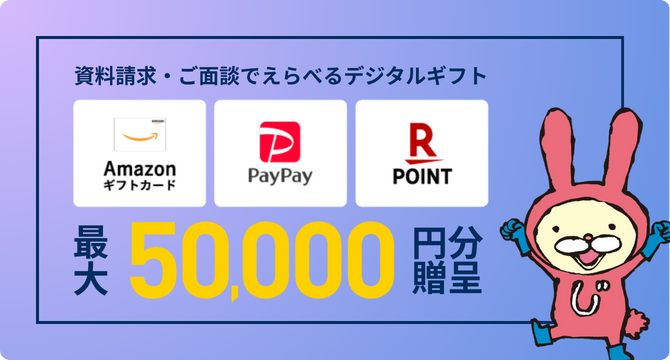 資料請求・ご面談でえらべるデジタルギフト
Amazon
ギフトカード
PayPay
R
POINT
最大
50,000
円分
贈呈
じ